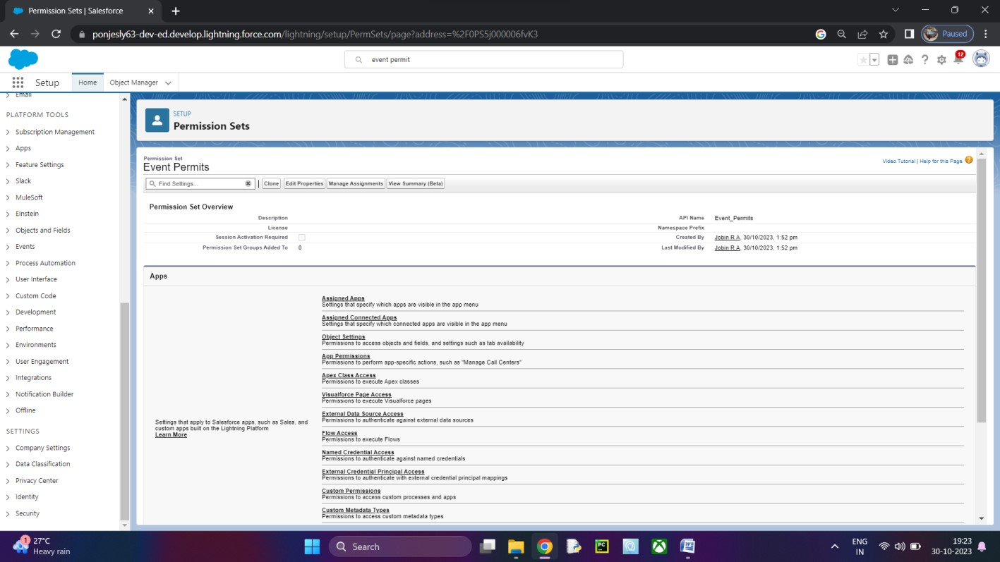 Permission Sets | Salesforce
ponjesly63-dev-ed.develop.lightning.force.com/lightning/setup/PermSets/page?address=%2F0PS5j000006fvK3
Paused
event permit
12
Setup
Home
Object Manager
Email
PLATFORM TOOLS
Subscription Management
Apps
Feature Settings
Slack
MuleSoft
Einstein
Objects and Fields
Events
Process Automation
User Interface
Custom Code
Development
Performance
Environments
User Engagement
Integrations
Notification Builder
Offline
SETTINGS
Company Settings
Data Classification
Privacy Center
Identity
Security
SETUP
Permission Sets
Permission Set
Event Permits
Video Tutorial | Help for this Page
Find Settings...
Clone
Edit Properties
Manage Assignments
View Summary (Beta)
Permission Set Overview
Description
API Name Event_Permits
License
Namespace Prefix
Session Activation Required
Created By Jobin R A, 30/10/2023, 1:52 pm
Permission Set Groups Added To 0
Last Modified By Jobin R A, 30/10/2023, 1:52 pm
Apps
Settings that apply to Salesforce apps, such as Sales, and
custom apps built on the Lightning Platform
Learn More
Assigned Apps
Settings that specify which apps are visible in the app menu
Assigned Connected Apps
Settings that specify which connected apps are visible in the app menu
Object Settings
Permissions to access objects and fields, and settings such as tab availability
App Permissions
Permissions to perform app-specific actions, such as "Manage Call Centers"
Apex Class Access
Permissions to execute Apex classes
Visualforce Page Access
Permissions to execute Visualforce pages
External Data Source Access
Permissions to authenticate against external data sources
Flow Access
Permissions to execute Flows
Named Credential Access
Permissions to authenticate against named credentials
External Credential Principal Access
Permissions to authenticate with external credential principal mappings
Custom Permissions
Permissions to access custom processes and apps
Custom Metadata Types
Permissions to access custom metadata types
1
27°C
Heavy rain
Search
PC
ENG
IN
19:23
30-10-2023